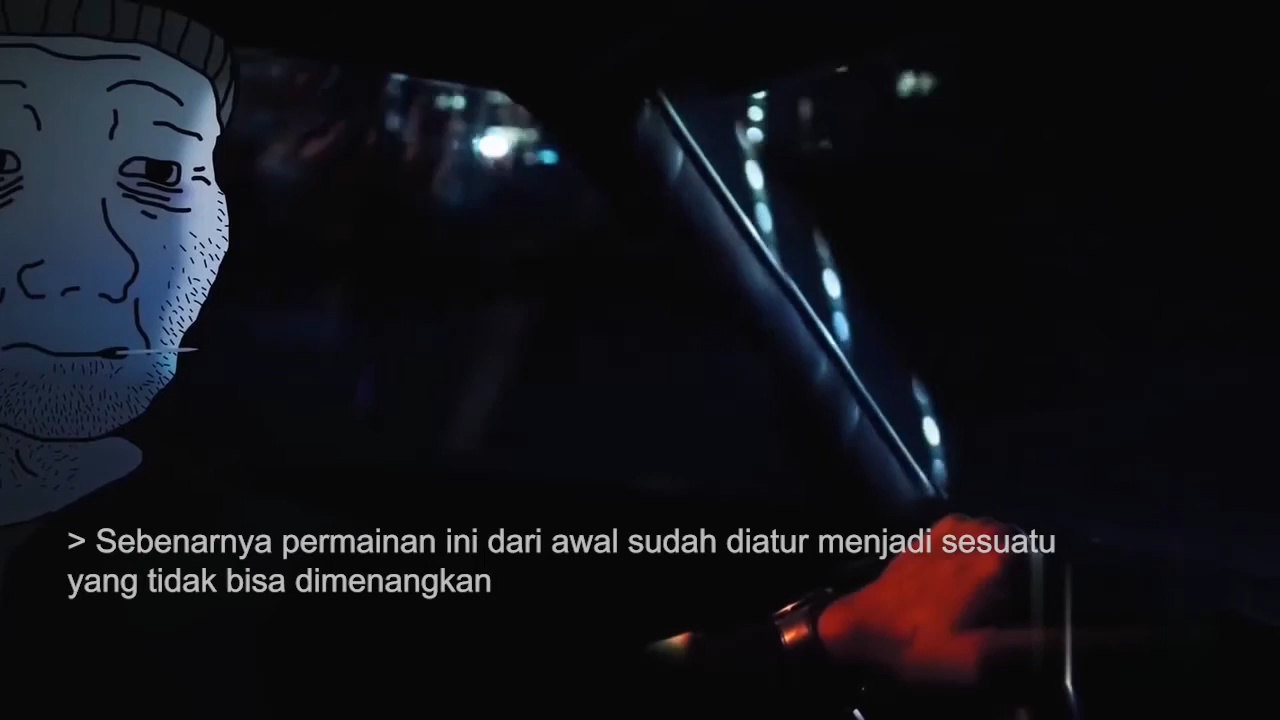 > Sebenarnya permainan ini dari awal sudah diatur menjadi sesuatu
yang tidak bisa dimenangkan